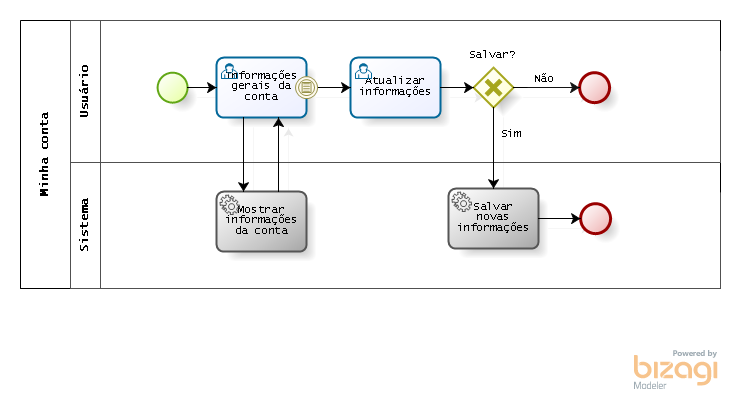 Minha conta
Usuário
Informações
gerais da
conta
Atualizar
informações
Salvar?
Não
Sim
Sistema
Mostrar
informações
da conta
Salvar
novas
informações
Powered by
bizagi
Modeler